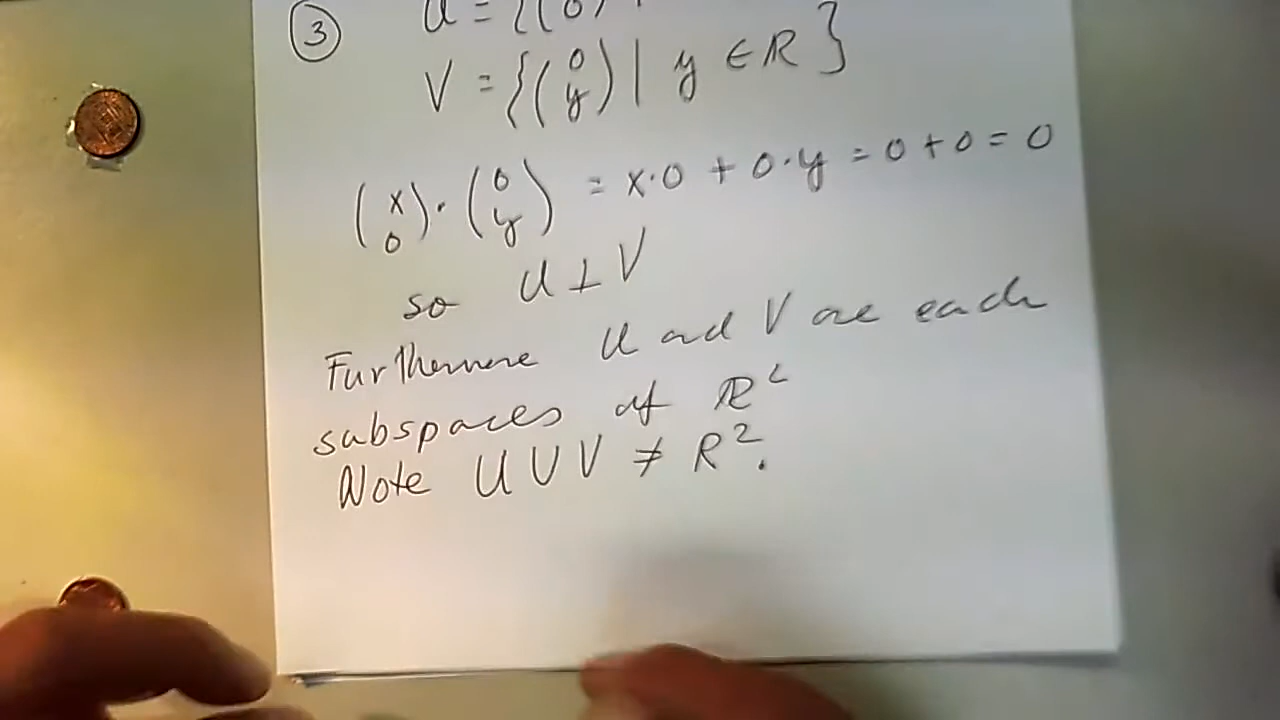 ③ U = {(0)
V = {(0 y) | y ∈ R}
(x 0) · (0 y) = x·0 + 0·y = 0 + 0 = 0
so U ⊥ V
Furthermore U and V are each
subspaces of R²
Note U ∪ V ≠ R².